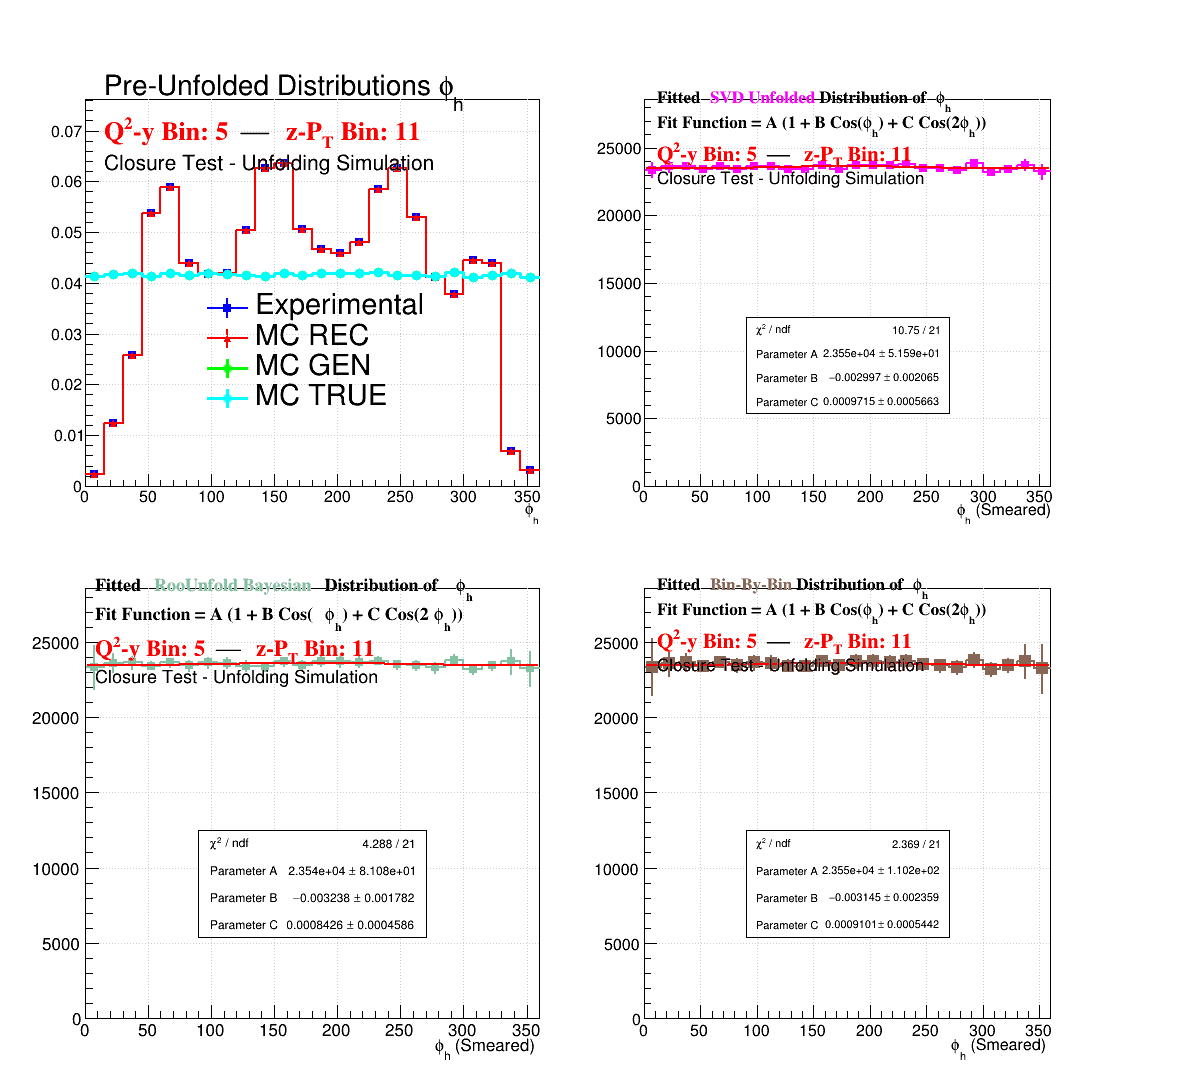 Pre-Unfolded Distributions ϕh
Q²-y Bin: 5 — z-PT Bin: 11
Closure Test - Unfolding Simulation
0.07
0.06
0.05
0.04
0.03
0.02
0.01
0
Experimental
MC REC
MC GEN
MC TRUE
0 50 100 150 200 250 300 350
ϕh
Fitted SVD Unfolded Distribution of ϕh
Fit Function = A (1 + B Cos(ϕh) + C Cos(2ϕh))
Q²-y Bin: 5 — z-PT Bin: 11
Closure Test - Unfolding Simulation
25000
20000
15000
10000
5000
0
χ² / ndf 10.75 / 21
Parameter A 2.355e+04 ± 5.159e+01
Parameter B −0.002997 ± 0.002065
Parameter C 0.0009715 ± 0.0005663
0 50 100 150 200 250 300 350
ϕh (Smeared)
Fitted RooUnfold Bayesian Distribution of ϕh
Fit Function = A (1 + B Cos( ϕh) + C Cos(2 ϕh))
Q²-y Bin: 5 — z-PT Bin: 11
Closure Test - Unfolding Simulation
25000
20000
15000
10000
5000
0
χ² / ndf 4.288 / 21
Parameter A 2.354e+04 ± 8.108e+01
Parameter B −0.003238 ± 0.001782
Parameter C 0.0008426 ± 0.0004586
0 50 100 150 200 250 300 350
ϕh (Smeared)
Fitted Bin-By-Bin Distribution of ϕh
Fit Function = A (1 + B Cos(ϕh) + C Cos(2ϕh))
Q²-y Bin: 5 — z-PT Bin: 11
Closure Test - Unfolding Simulation
25000
20000
15000
10000
5000
0
χ² / ndf 2.369 / 21
Parameter A 2.355e+04 ± 1.102e+02
Parameter B −0.003145 ± 0.002359
Parameter C 0.0009101 ± 0.0005442
0 50 100 150 200 250 300 350
ϕh (Smeared)